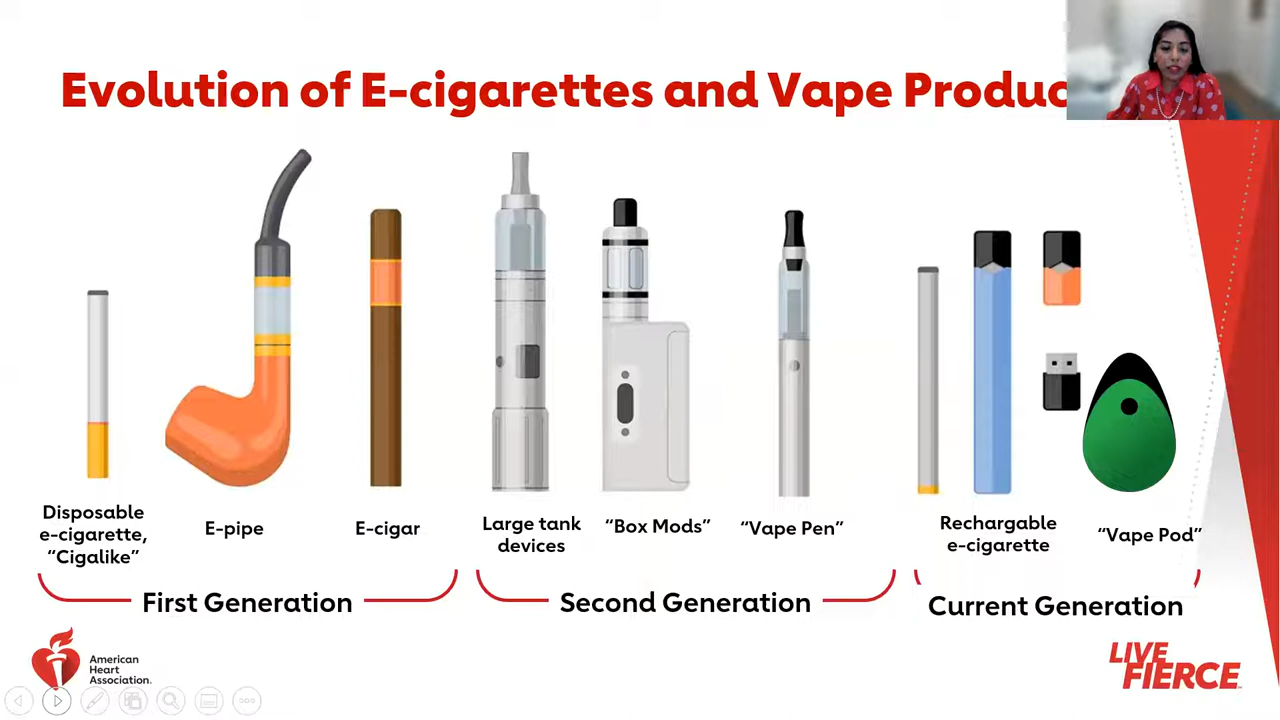 Evolution of E-cigarettes and Vape Produc
Disposable
e-cigarette,
“Cigalike”
E-pipe
E-cigar
Large tank
devices
“Box Mods”
“Vape Pen”
Rechargable
e-cigarette
“Vape Pod”
First Generation
Second Generation
Current Generation
American
Heart
Association.
LIVE
FIERCE